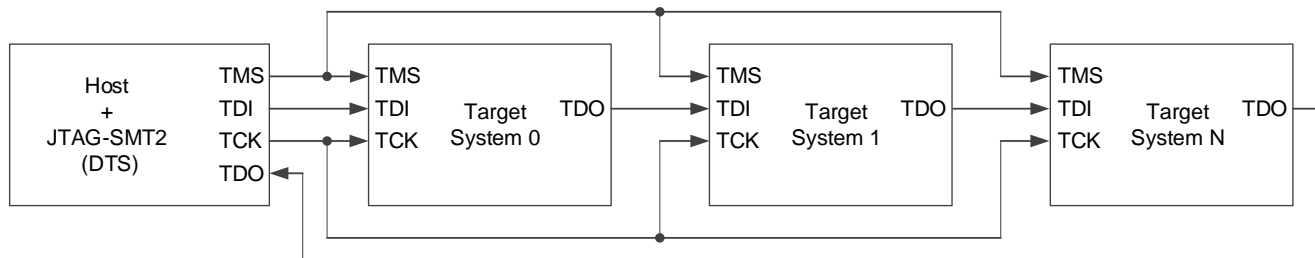 Host
+
JTAG-SMT2
(DTS)
TMS
TDI
TCK
TDO
TMS
TDI
TCK
Target
System 0
TDO
TMS
TDI
TCK
Target
System 1
TDO
TMS
TDI
TCK
Target
System N
TDO